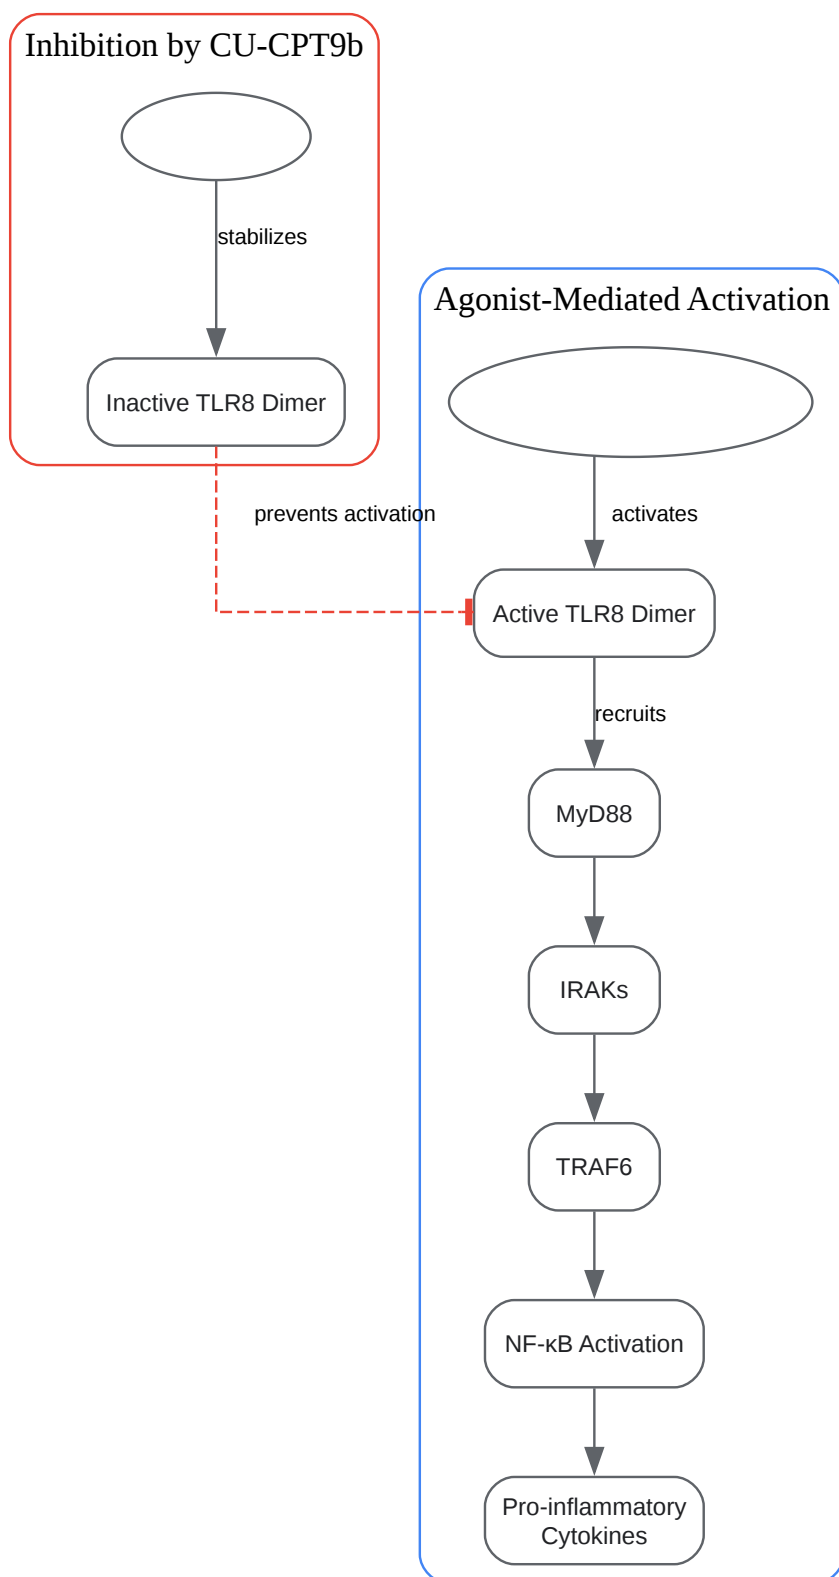 Inhibition by CU-CPT9b
stabilizes
Inactive TLR8 Dimer
prevents activation
Agonist-Mediated Activation
activates
Active TLR8 Dimer
recruits
MyD88
IRAKs
TRAF6
NF-κB Activation
Pro-inflammatory
Cytokines